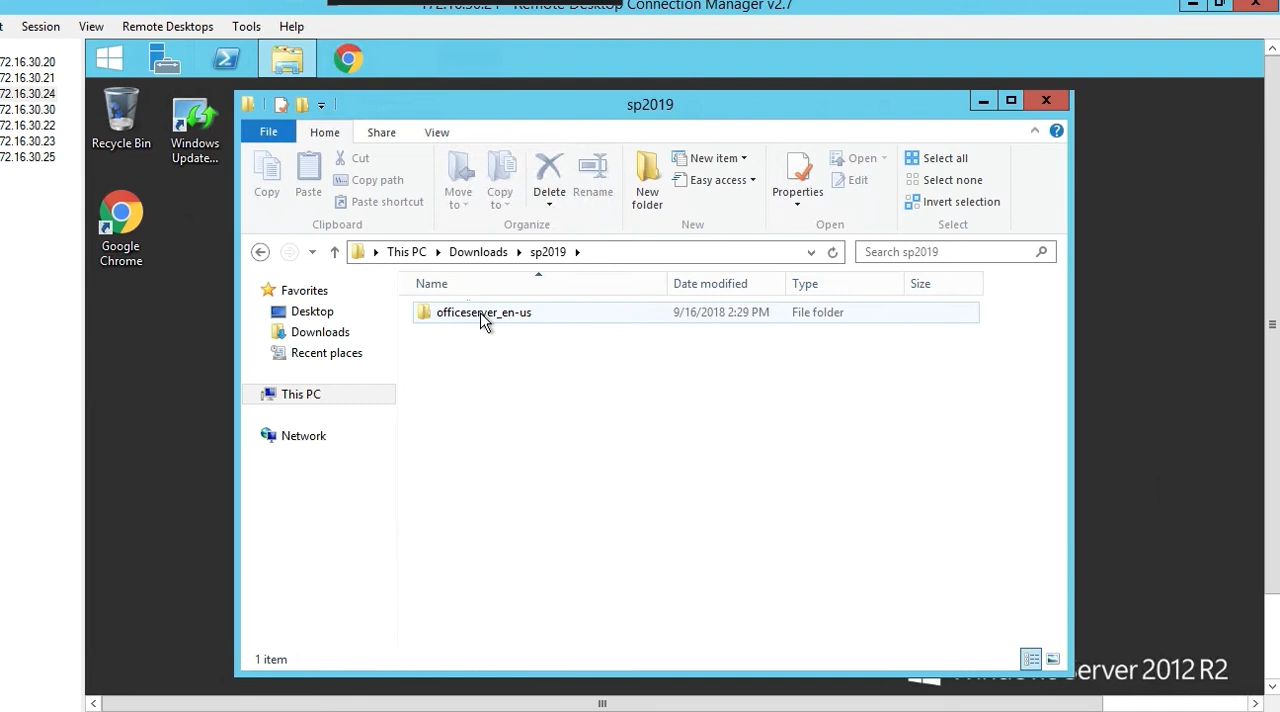 172.16.30.24 - Remote Desktop Connection Manager v2.7
Session View Remote Desktops Tools Help
72.16.30.20
72.16.30.21
72.16.30.24
72.16.30.30
72.16.30.22
72.16.30.23
72.16.30.25
Recycle Bin
Windows
Update...
Google
Chrome
sp2019
File Home Share View
Copy
Paste
Cut
Copy path
Paste shortcut
Clipboard
Move
to
Copy
to
Delete
Rename
Organize
New
folder
New item
Easy access
New
Properties
Open
Edit
Open
Select all
Select none
Invert selection
Select
This PC Downloads sp2019
Search sp2019
Favorites
Desktop
Downloads
Recent places
This PC
Network
Name Date modified Type Size
officeserver_en-us 9/16/2018 2:29 PM File folder
1 item
Server 2012 R2